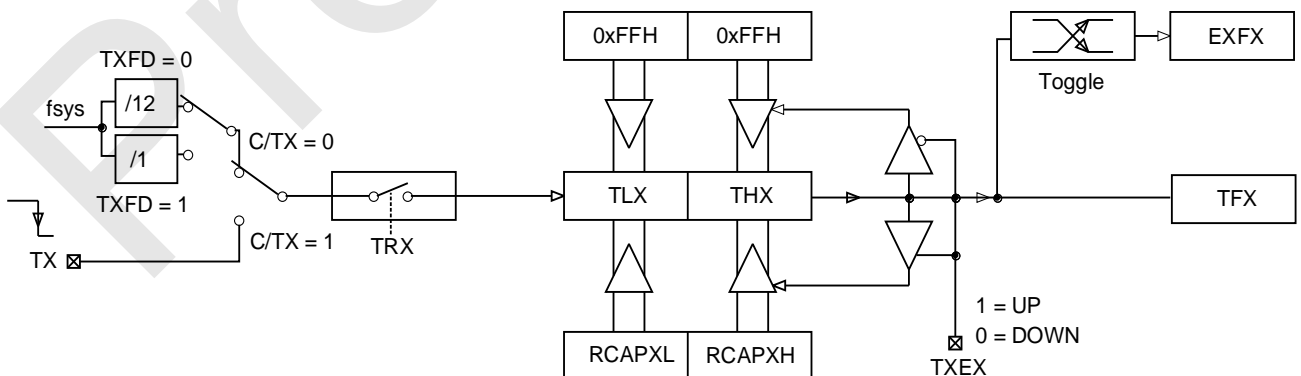 0xFFH 0xFFH
EXFX
Toggle
TXFD = 0
fsys
/12
/1
TXFD = 1
C/TX = 0
C/TX = 1
TX
TRX
TLX THX
TFX
RCAPXL RCAPXH
1 = UP
0 = DOWN
TXEX